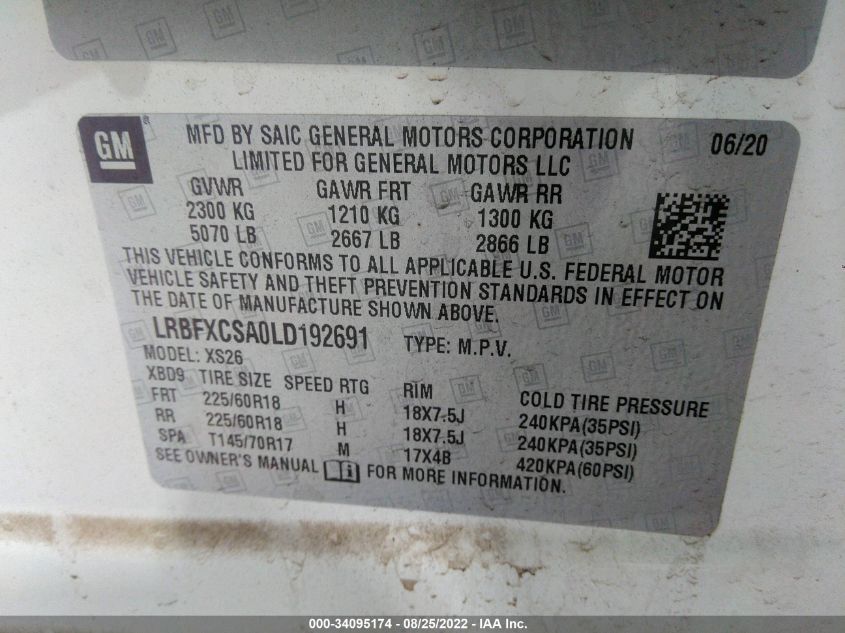 GM
MFD BY SAIC GENERAL MOTORS CORPORATION 06/20
LIMITED FOR GENERAL MOTORS LLC
GVWR GAWR FRT GAWR RR
2300 KG 1210 KG 1300 KG
5070 LB 2667 LB 2866 LB
THIS VEHICLE CONFORMS TO ALL APPLICABLE U.S. FEDERAL MOTOR
VEHICLE SAFETY AND THEFT PREVENTION STANDARDS IN EFFECT ON
THE DATE OF MANUFACTURE SHOWN ABOVE.
LRBFXCSA0LD192691 TYPE: M.P.V.
MODEL: XS26
XBD9 TIRE SIZE SPEED RTG RIM COLD TIRE PRESSURE
FRT 225/60R18 H 18X7.5J 240KPA(35PSI)
RR 225/60R18 H 18X7.5J 240KPA(35PSI)
SPA T145/70R17 M 17X4B 420KPA(60PSI)
SEE OWNER'S MANUAL FOR MORE INFORMATION.
000-34095174 - 08/25/2022 - IAA Inc.